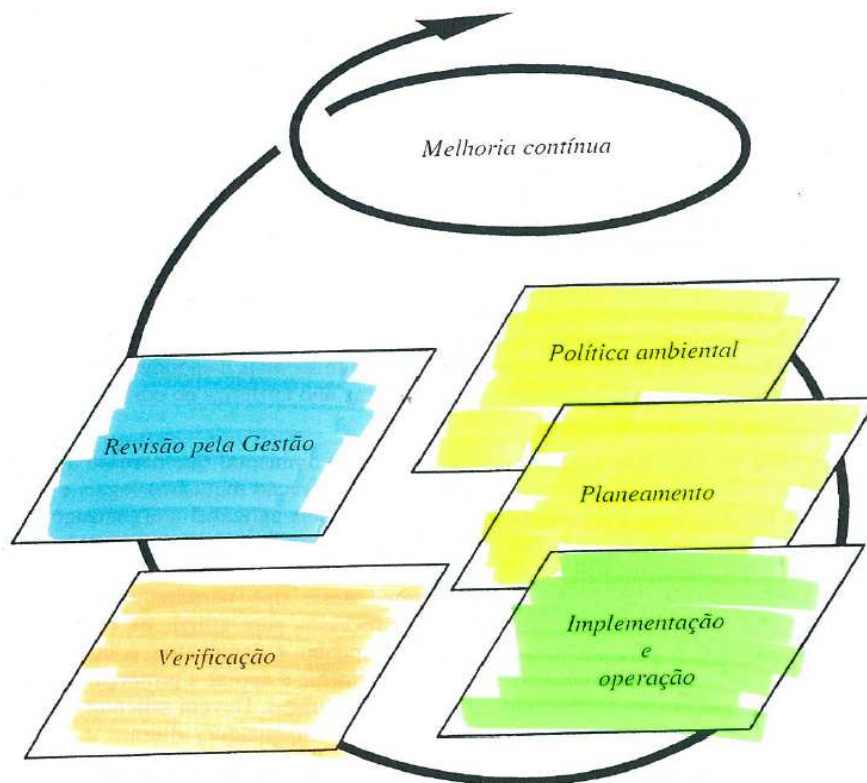 Melhoria contínua
Política ambiental
Revisão pela Gestão
Planeamento
Implementação
e
operação
Verificação